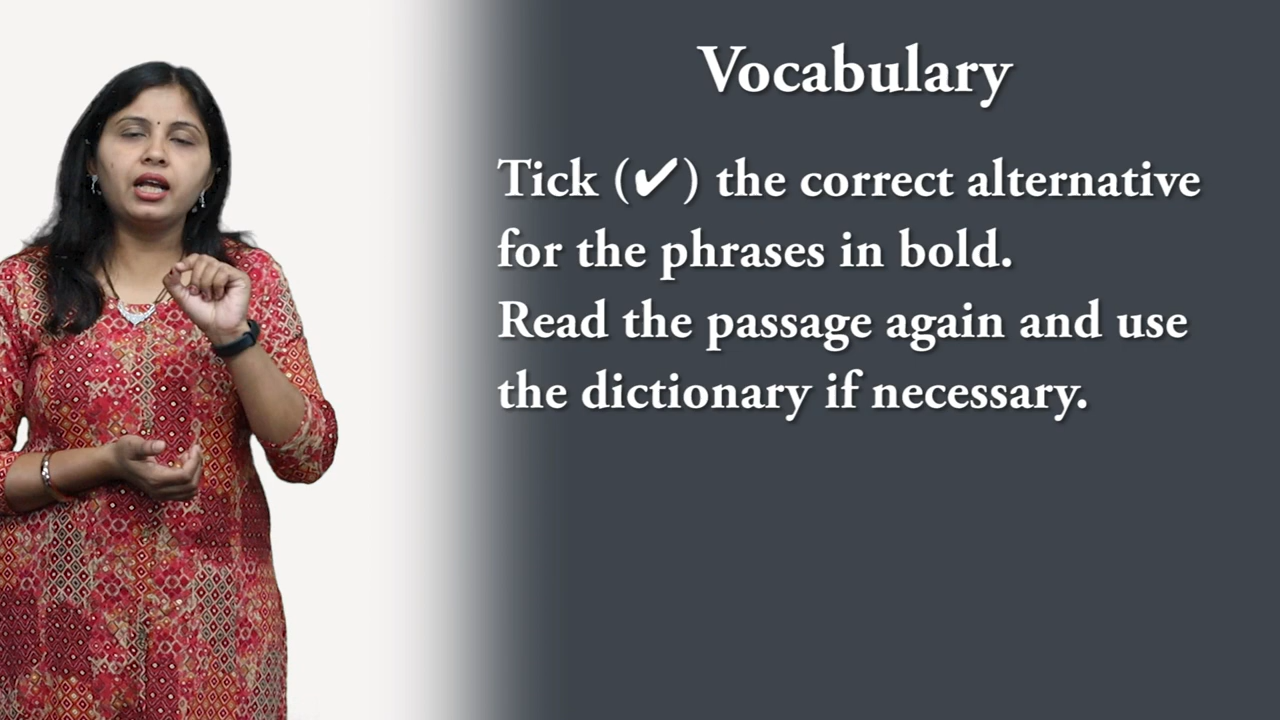 Vocabulary
Tick (✔) the correct alternative
for the phrases in bold.
Read the passage again and use
the dictionary if necessary.